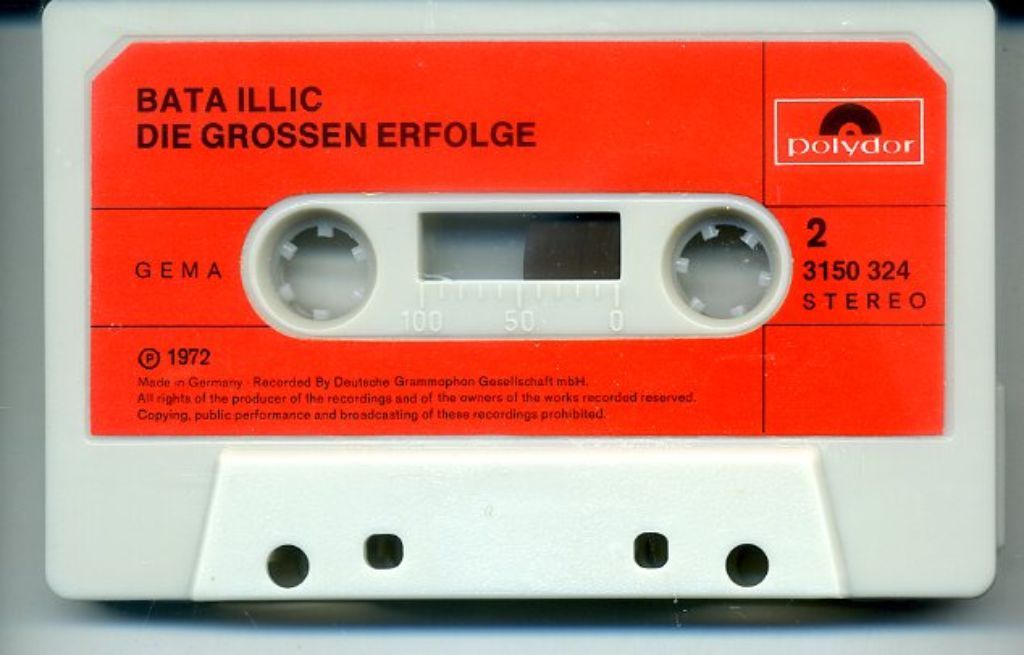 BATA ILLIC
DIE GROSSEN ERFOLGE
polydor
GEMA
2
3150 324
STEREO
100 50 0
℗ 1972
Made in Germany · Recorded By Deutsche Grammophon Gesellschaft mbH.
All rights of the producer of the recordings and of the owners of the works recorded reserved.
Copying, public performance and broadcasting of these recordings prohibited.